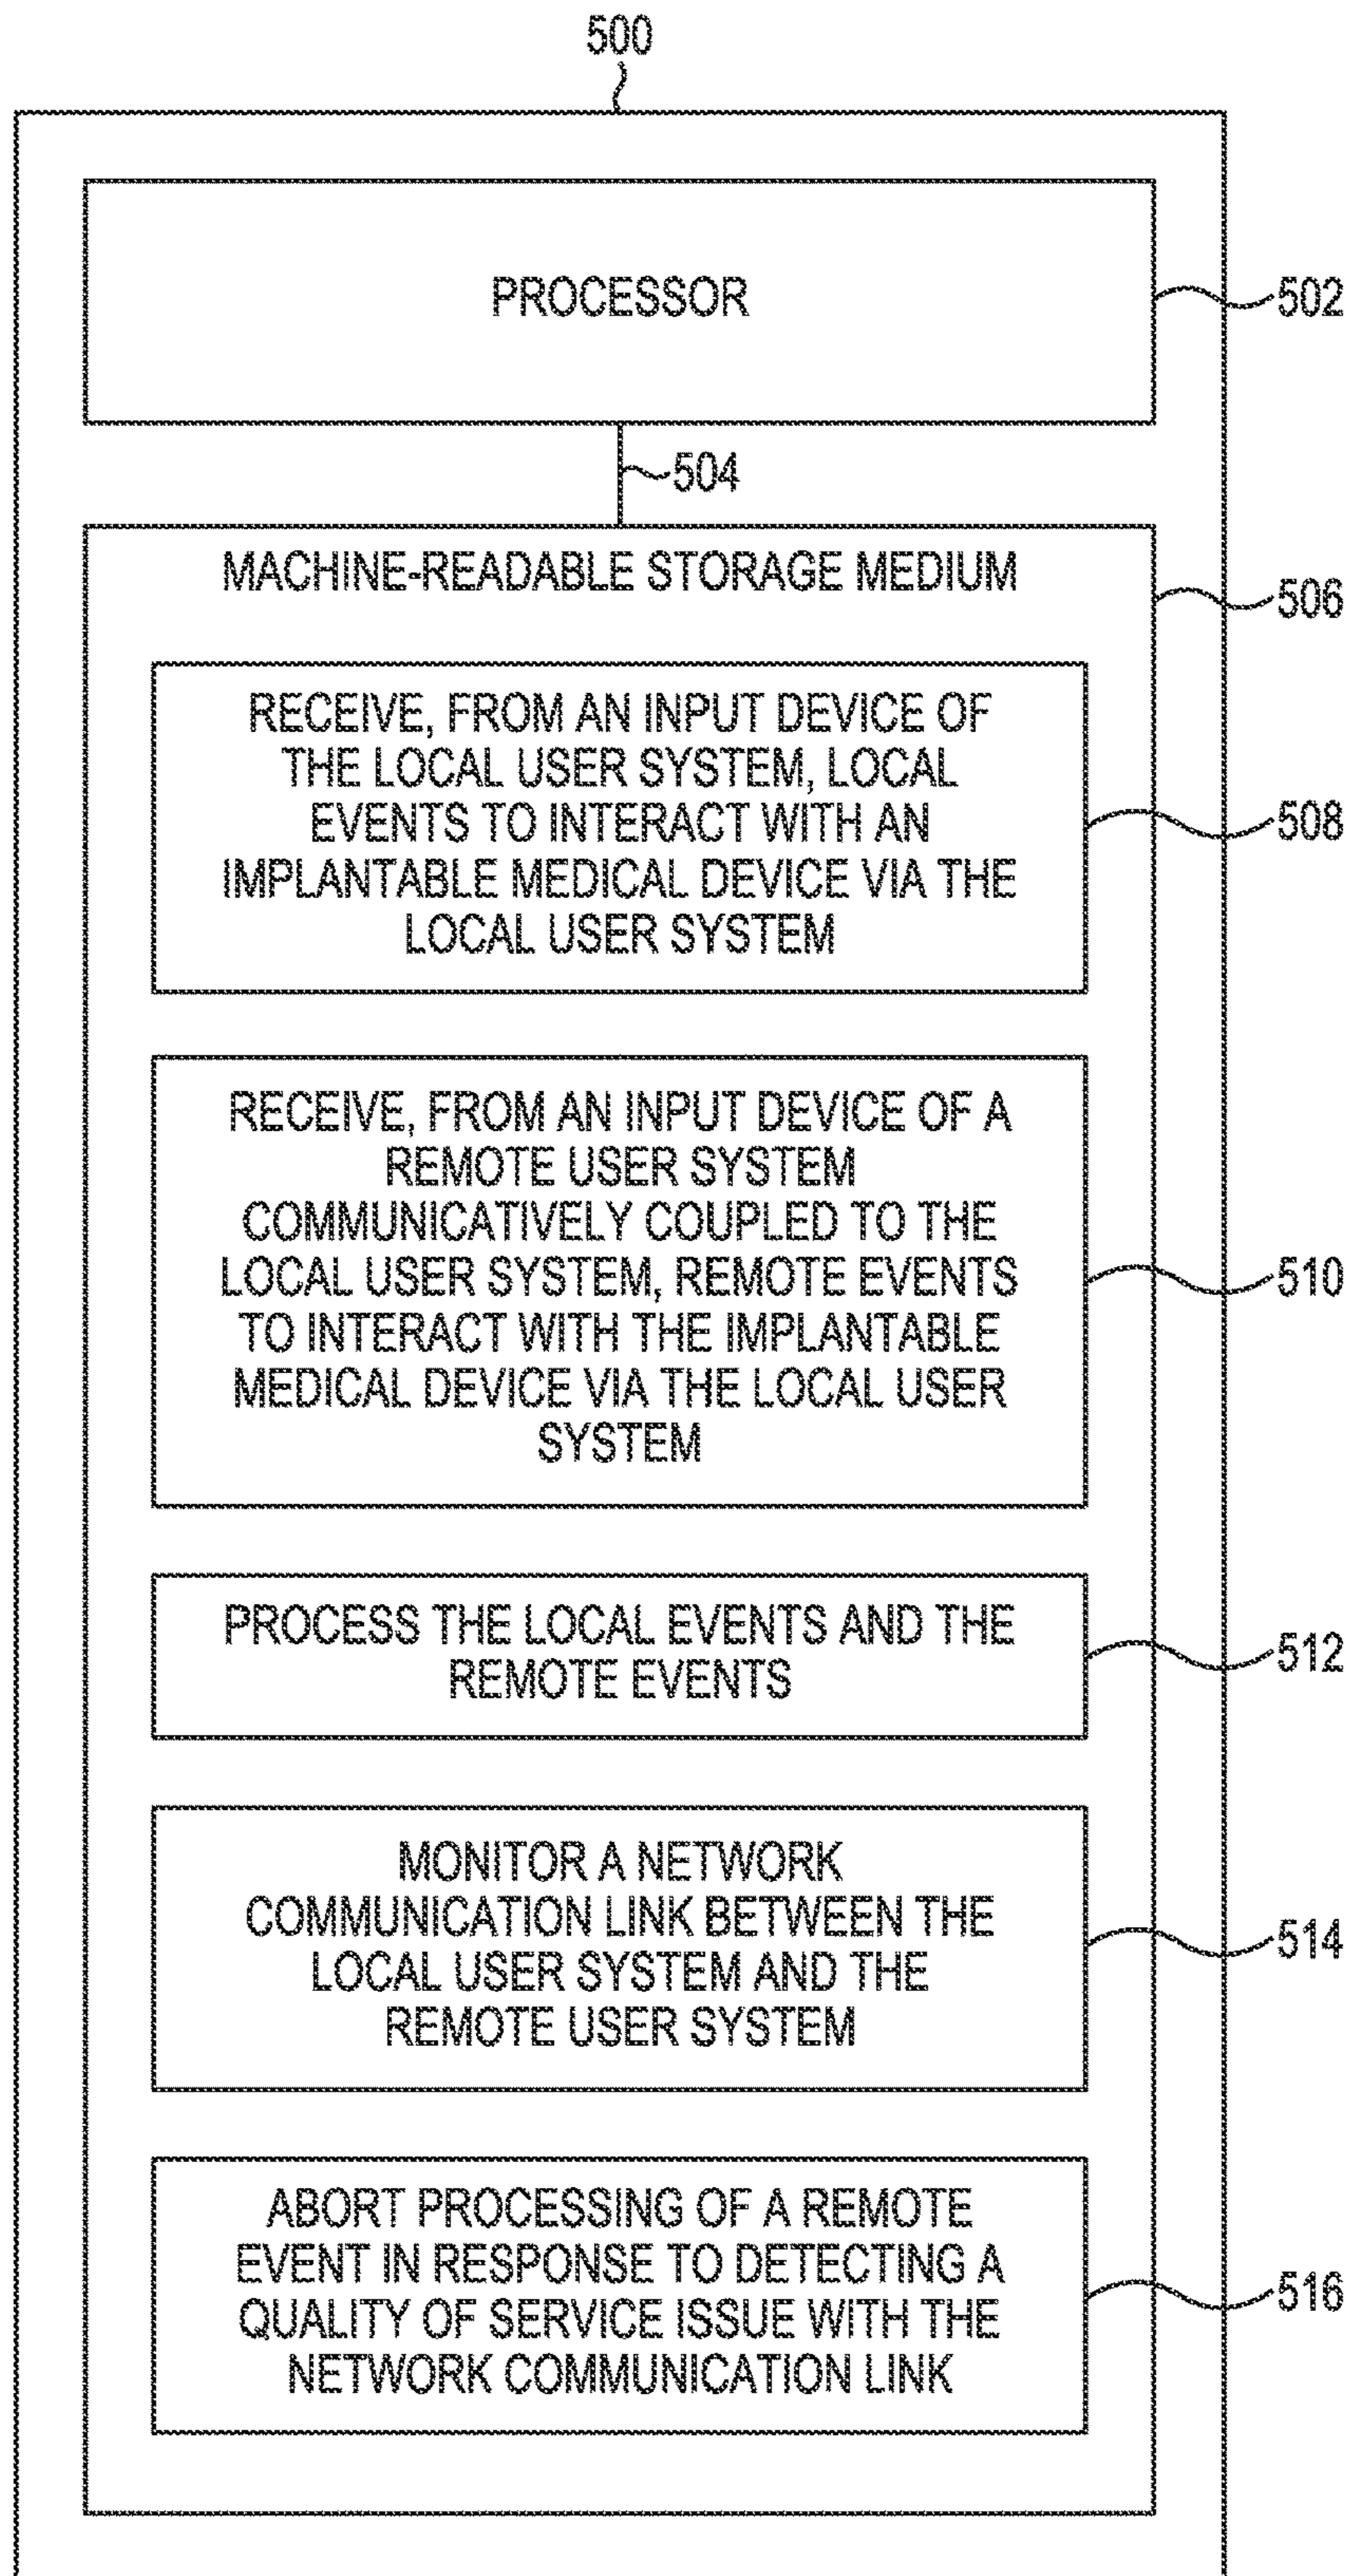 500
PROCESSOR
502
504
MACHINE-READABLE STORAGE MEDIUM
506
RECEIVE, FROM AN INPUT DEVICE OF
THE LOCAL USER SYSTEM, LOCAL
EVENTS TO INTERACT WITH AN
IMPLANTABLE MEDICAL DEVICE VIA THE
LOCAL USER SYSTEM
508
RECEIVE, FROM AN INPUT DEVICE OF A
REMOTE USER SYSTEM
COMMUNICATIVELY COUPLED TO THE
LOCAL USER SYSTEM, REMOTE EVENTS
TO INTERACT WITH THE IMPLANTABLE
MEDICAL DEVICE VIA THE LOCAL USER
SYSTEM
510
PROCESS THE LOCAL EVENTS AND THE
REMOTE EVENTS
512
MONITOR A NETWORK
COMMUNICATION LINK BETWEEN THE
LOCAL USER SYSTEM AND THE
REMOTE USER SYSTEM
514
ABORT PROCESSING OF A REMOTE
EVENT IN RESPONSE TO DETECTING A
QUALITY OF SERVICE ISSUE WITH THE
NETWORK COMMUNICATION LINK
516